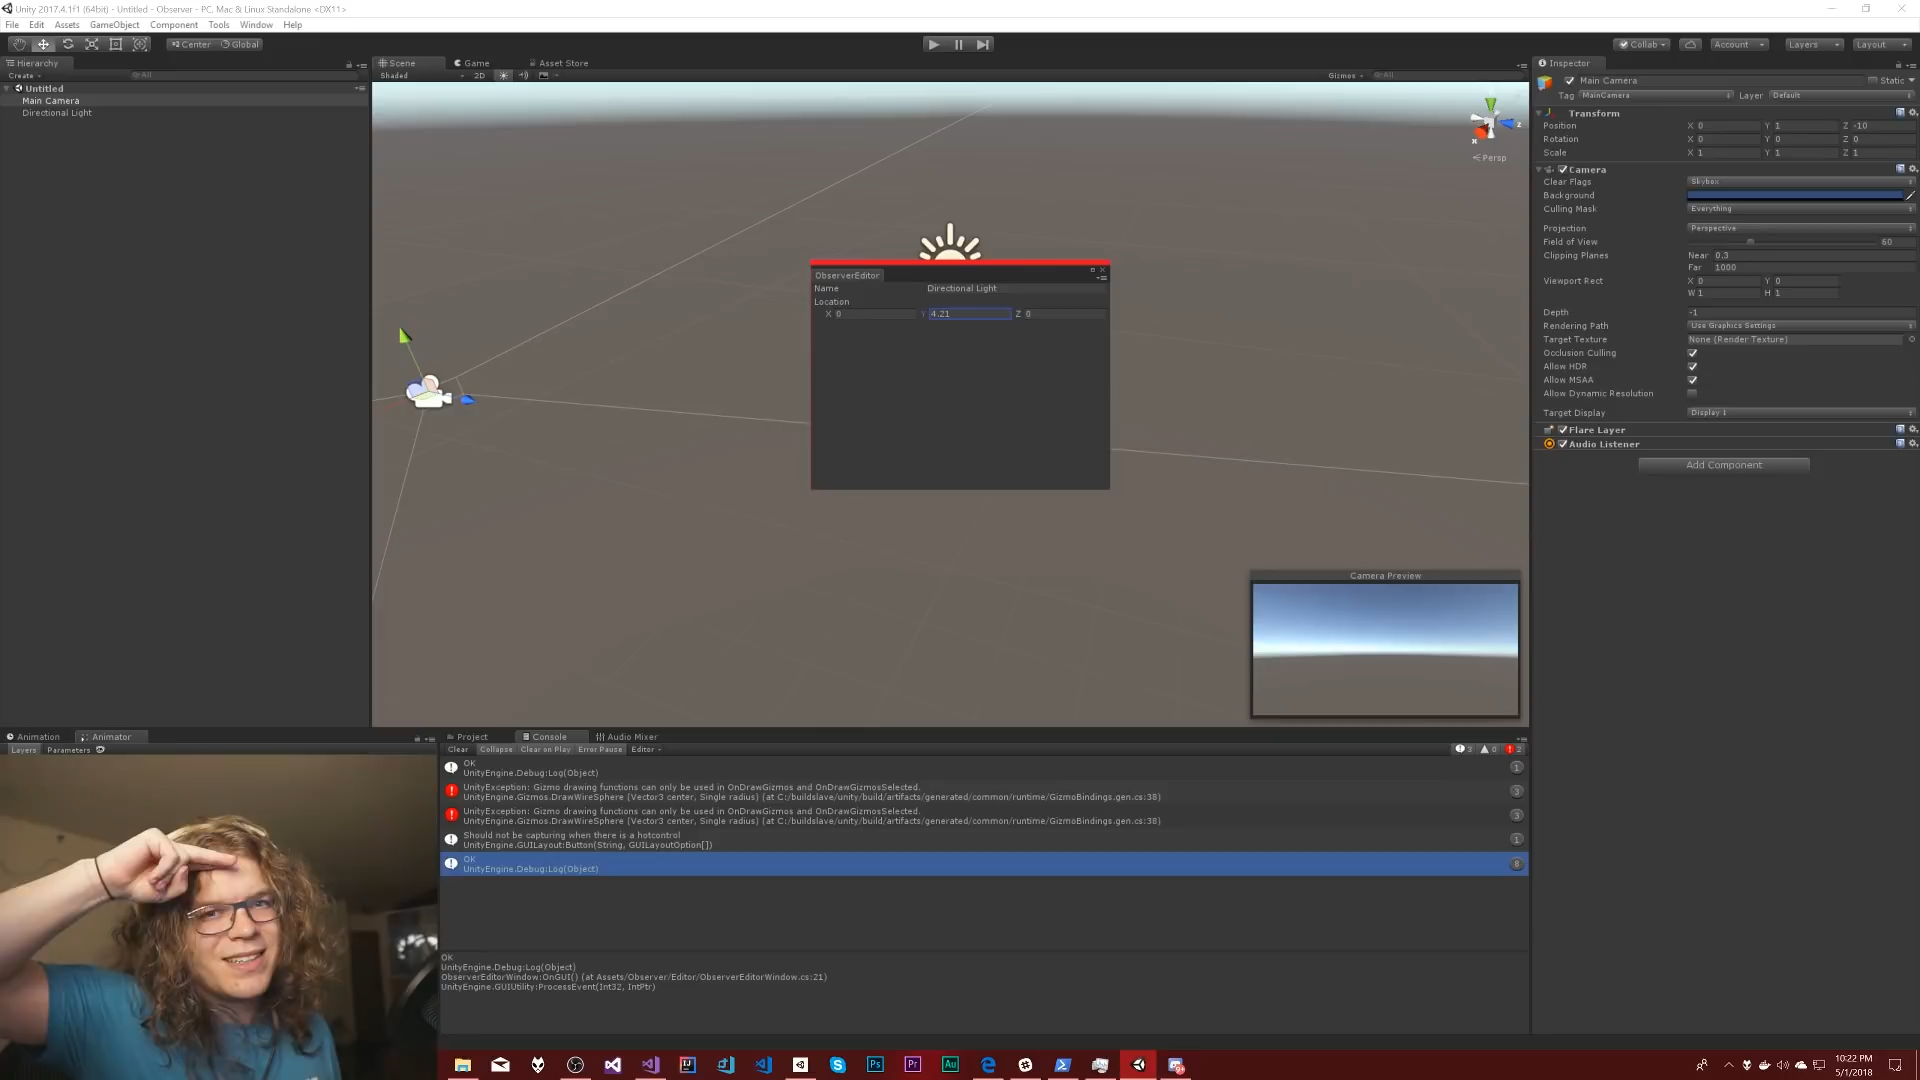 Unity 2017.4.1f1 (64bit) - Untitled - Observer - PC, Mac & Linux Standalone <DX11>
File Edit Assets GameObject Component Tools Window Help
Center Global
Collab Account Layers Layout
Hierarchy
Create All
Untitled
Main Camera
Directional Light
Scene Game Asset Store
Shaded 2D Gizmos All
z
x
Persp
ObserverEditor
Name Directional Light
Location
X 0 Y 4.21 Z 0
Camera Preview
Inspector
Main Camera Static
Tag MainCamera Layer Default
Transform
Position X 0 Y 1 Z -10
Rotation X 0 Y 0 Z 0
Scale X 1 Y 1 Z 1
Camera
Clear Flags Skybox
Background
Culling Mask Everything
Projection Perspective
Field of View 60
Clipping Planes Near 0.3
Far 1000
Viewport Rect X 0 Y 0
W 1 H 1
Depth -1
Rendering Path Use Graphics Settings
Target Texture None (Render Texture)
Occlusion Culling
Allow HDR
Allow MSAA
Allow Dynamic Resolution
Target Display Display 1
Flare Layer
Audio Listener
Add Component
Animation Animator
Layers Parameters
Project Console Audio Mixer
Clear Collapse Clear on Play Error Pause Editor 3 0 2
OK
UnityEngine.Debug:Log(Object) 1
UnityException: Gizmo drawing functions can only be used in OnDrawGizmos and OnDrawGizmosSelected.
UnityEngine.Gizmos.DrawWireSphere (Vector3 center, Single radius) (at C:/buildslave/unity/build/artifacts/generated/common/runtime/GizmoBindings.gen.cs:38) 3
UnityException: Gizmo drawing functions can only be used in OnDrawGizmos and OnDrawGizmosSelected.
UnityEngine.Gizmos.DrawWireSphere (Vector3 center, Single radius) (at C:/buildslave/unity/build/artifacts/generated/common/runtime/GizmoBindings.gen.cs:38) 3
Should not be capturing when there is a hotcontrol
UnityEngine.GUILayout:Button(String, GUILayoutOption[]) 1
OK
UnityEngine.Debug:Log(Object) 8
OK
UnityEngine.Debug:Log(Object)
ObserverEditorWindow:OnGUI() (at Assets/Observer/Editor/ObserverEditorWindow.cs:21)
UnityEngine.GUIUtility:ProcessEvent(Int32, IntPtr)
Ps Pr Au
10:22 PM
5/1/2018